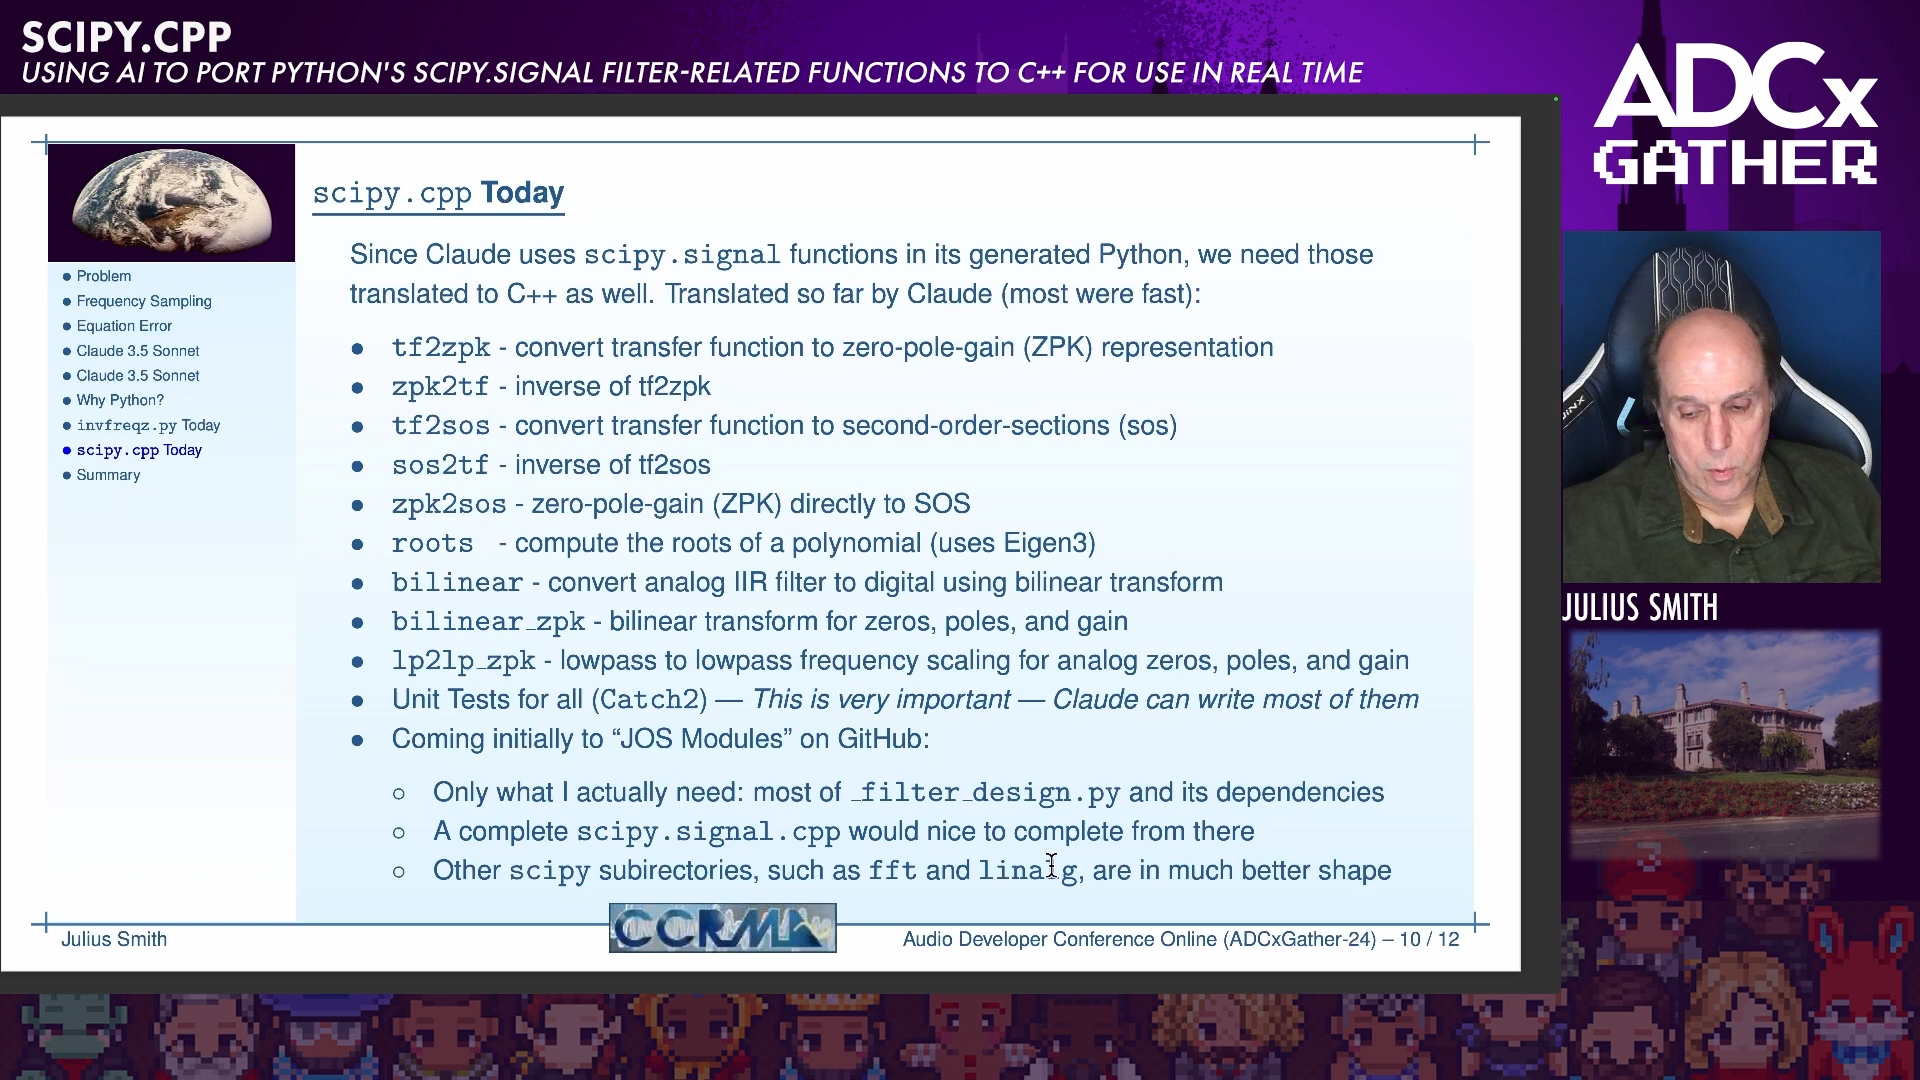 SCIPY.CPP
USING AI TO PORT PYTHON'S SCIPY.SIGNAL FILTER-RELATED FUNCTIONS TO C++ FOR USE IN REAL TIME
ADCx
GATHER
scipy.cpp Today
Since Claude uses scipy.signal functions in its generated Python, we need those
translated to C++ as well. Translated so far by Claude (most were fast):
● tf2zpk - convert transfer function to zero-pole-gain (ZPK) representation
● zpk2tf - inverse of tf2zpk
● tf2sos - convert transfer function to second-order-sections (sos)
● sos2tf - inverse of tf2sos
● zpk2sos - zero-pole-gain (ZPK) directly to SOS
● roots - compute the roots of a polynomial (uses Eigen3)
● bilinear - convert analog IIR filter to digital using bilinear transform
● bilinear_zpk - bilinear transform for zeros, poles, and gain
● lp2lp_zpk - lowpass to lowpass frequency scaling for analog zeros, poles, and gain
● Unit Tests for all (Catch2) — This is very important — Claude can write most of them
● Coming initially to “JOS Modules” on GitHub:
○ Only what I actually need: most of _filter_design.py and its dependencies
○ A complete scipy.signal.cpp would nice to complete from there
○ Other scipy subirectories, such as fft and linalg, are in much better shape
● Problem
● Frequency Sampling
● Equation Error
● Claude 3.5 Sonnet
● Claude 3.5 Sonnet
● Why Python?
● invfreqz.py Today
● scipy.cpp Today
● Summary
Julius Smith
CCRMA
Audio Developer Conference Online (ADCxGather-24) – 10 / 12
JULIUS SMITH